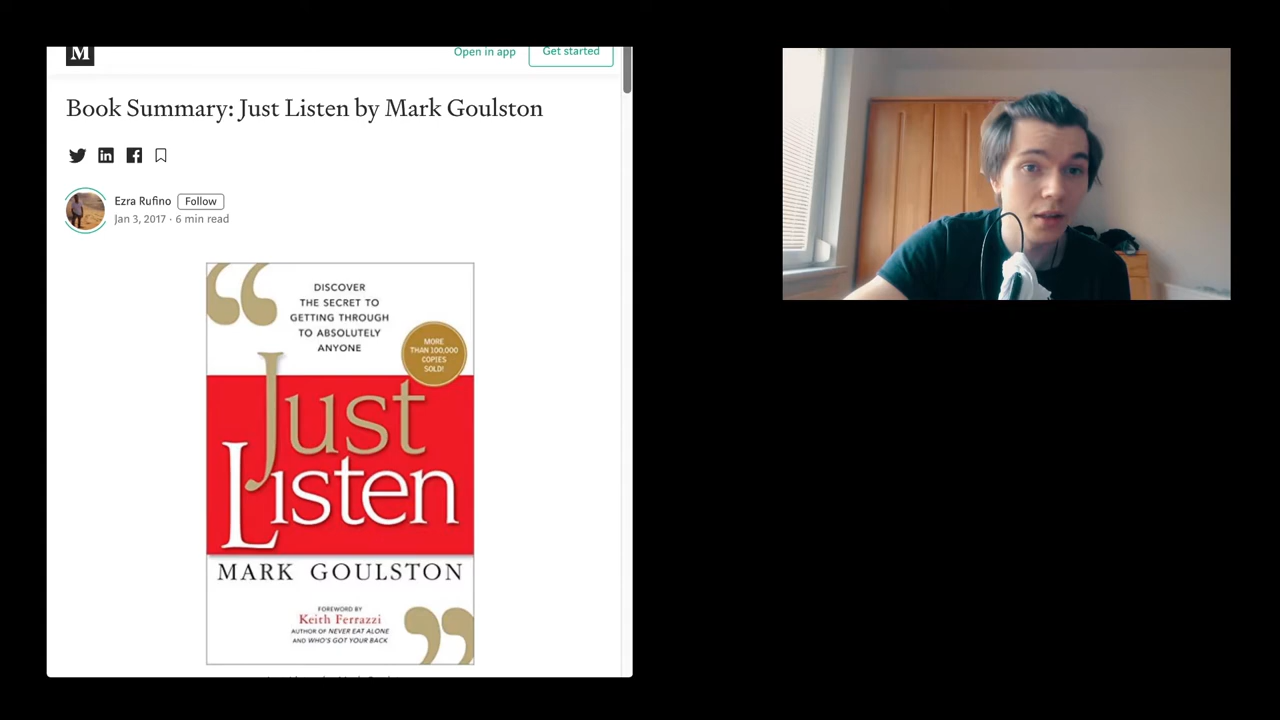 M
Open in app
Get started
Book Summary: Just Listen by Mark Goulston
Ezra Rufino
Follow
Jan 3, 2017 · 6 min read
DISCOVER
THE SECRET TO
GETTING THROUGH
TO ABSOLUTELY
ANYONE
MORE
THAN 100,000
COPIES
SOLD!
Just
Listen
MARK GOULSTON
FOREWORD BY
Keith Ferrazzi
AUTHOR OF NEVER EAT ALONE
AND WHO'S GOT YOUR BACK